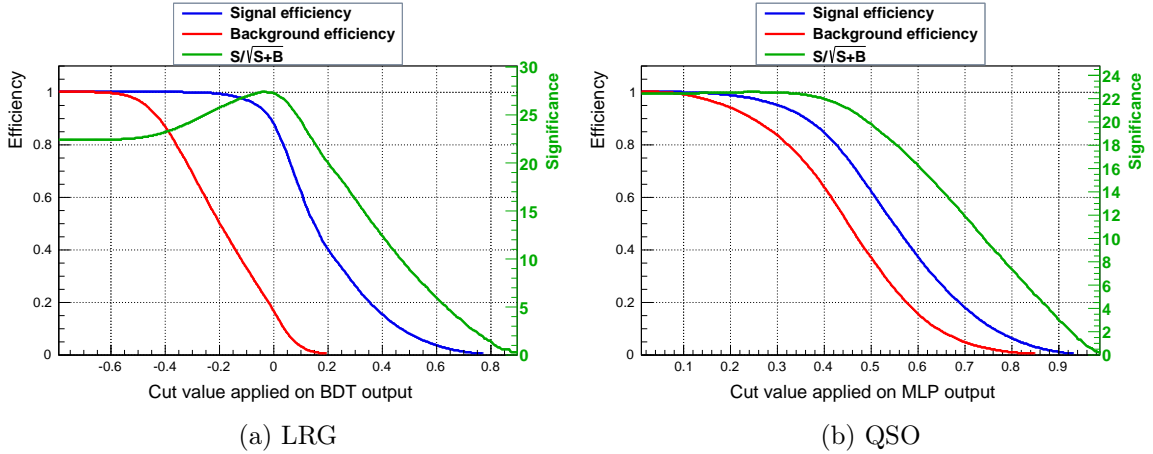 Signal efficiency
Background efficiency
S/√S+B
Efficiency
1
0.8
0.6
0.4
0.2
0
-0.6 -0.4 -0.2 0 0.2 0.4 0.6 0.8
Cut value applied on BDT output
30
25
20
15
10
5
0
Significance
(a) LRG
Signal efficiency
Background efficiency
S/√S+B
Efficiency
1
0.8
0.6
0.4
0.2
0
0.1 0.2 0.3 0.4 0.5 0.6 0.7 0.8 0.9
Cut value applied on MLP output
24
22
20
18
16
14
12
10
8
6
4
2
0
Significance
(b) QSO